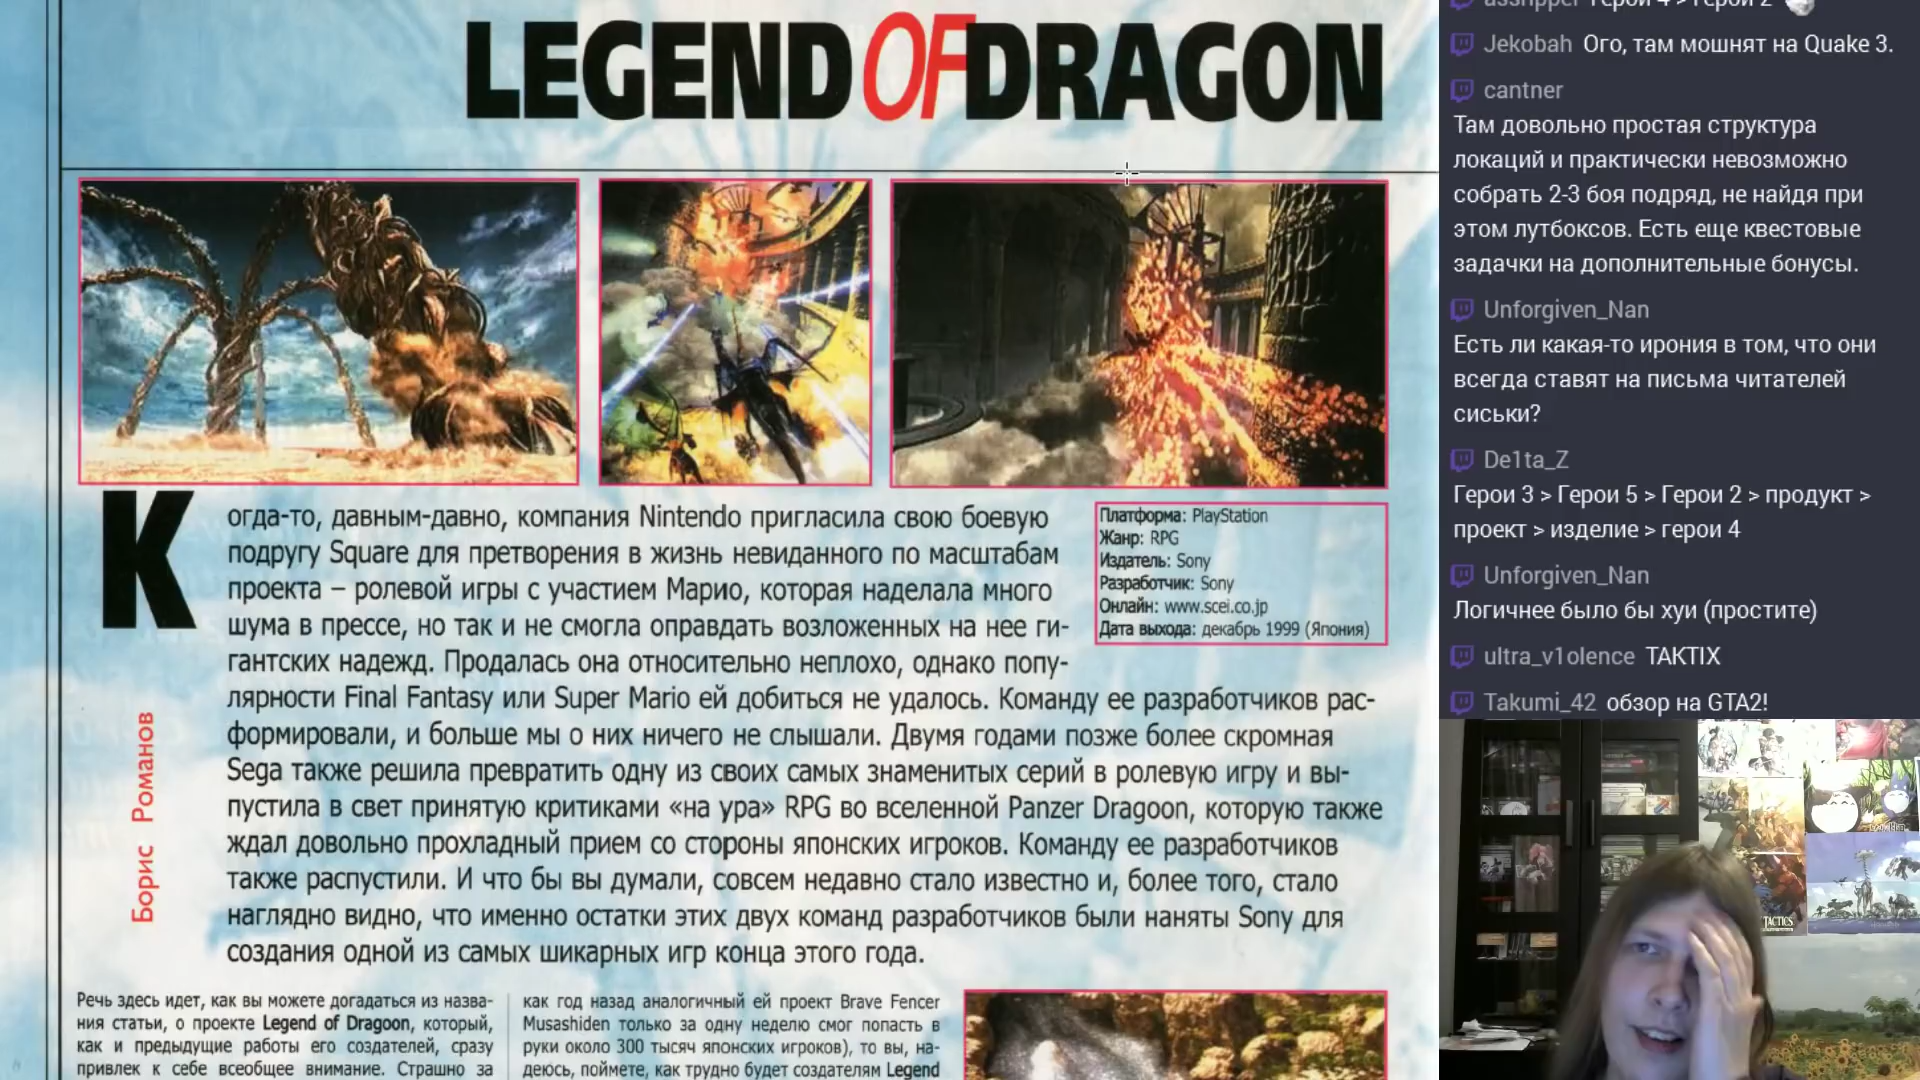 LEGEND OF DRAGON
Когда-то, давным-давно, компания Nintendo пригласила свою боевую
подругу Square для претворения в жизнь невиданного по масштабам
проекта – ролевой игры с участием Марио, которая наделала много
шума в прессе, но так и не смогла оправдать возложенных на нее ги-
гантских надежд. Продалась она относительно неплохо, однако попу-
лярности Final Fantasy или Super Mario ей добиться не удалось. Команду ее разработчиков рас-
формировали, и больше мы о них ничего не слышали. Двумя годами позже более скромная
Sega также решила превратить одну из своих самых знаменитых серий в ролевую игру и вы-
пустила в свет принятую критиками «на ура» RPG во вселенной Panzer Dragoon, которую также
ждал довольно прохладный прием со стороны японских игроков. Команду ее разработчиков
также распустили. И что бы вы думали, совсем недавно стало известно и, более того, стало
наглядно видно, что именно остатки этих двух команд разработчиков были наняты Sony для
создания одной из самых шикарных игр конца этого года.
Платформа: PlayStation
Жанр: RPG
Издатель: Sony
Разработчик: Sony
Онлайн: www.scei.co.jp
Дата выхода: декабрь 1999 (Япония)
Борис Романов
Речь здесь идет, как вы можете догадаться из назва-
ния статьи, о проекте Legend of Dragoon, который,
как и предыдущие работы его создателей, сразу
привлек к себе всеобщее внимание. Страшно за
как год назад аналогичный ей проект Brave Fencer
Musashiden только за одну неделю смог попасть в
руки около 300 тысяч японских игроков), то вы, на-
деюсь, поймете, как трудно будет создателям Legend
assripper Герои 4 > Герои 2
Jekobah Ого, там мошнят на Quake 3.
cantner
Там довольно простая структура
локаций и практически невозможно
собрать 2-3 боя подряд, не найдя при
этом лутбоксов. Есть еще квестовые
задачки на дополнительные бонусы.
Unforgiven_Nan
Есть ли какая-то ирония в том, что они
всегда ставят на письма читателей
сиськи?
De1ta_Z
Герои 3 > Герои 5 > Герои 2 > продукт >
проект > изделие > герои 4
Unforgiven_Nan
Логичнее было бы хуи (простите)
ultra_v1olence TAKTIX
Takumi_42 обзор на GTA2!
TACTICS